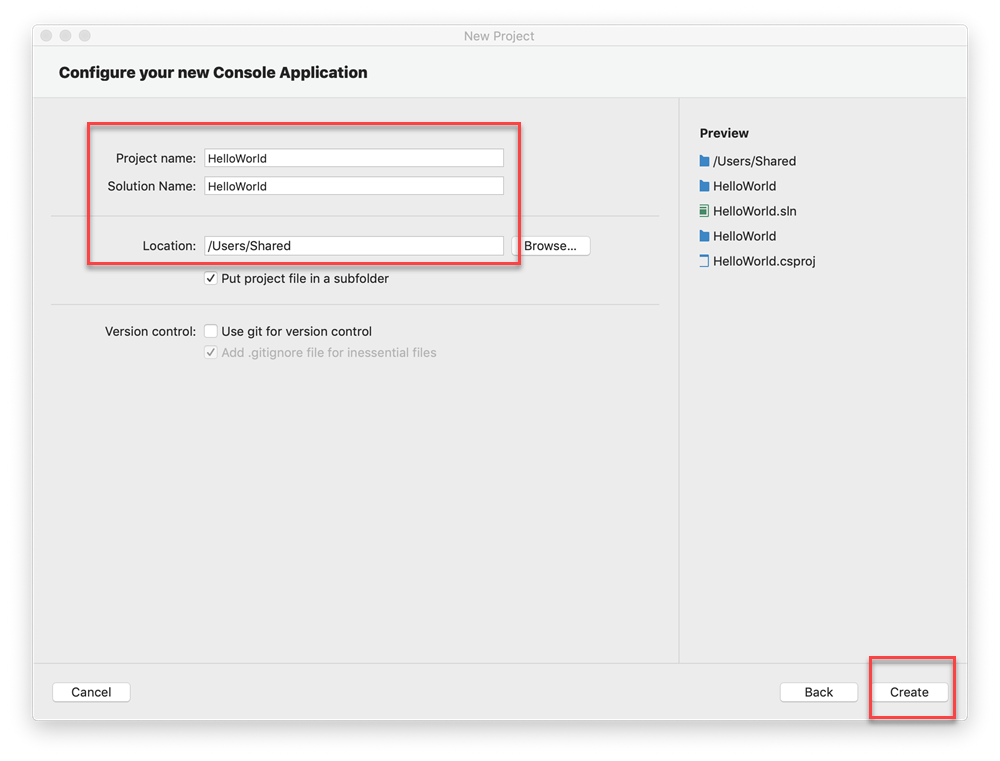 New Project
Configure your new Console Application
Project name: HelloWorld
Solution Name: HelloWorld
Location: /Users/Shared Browse...
Put project file in a subfolder
Version control: Use git for version control
Add .gitignore file for inessential files
Preview
/Users/Shared
HelloWorld
HelloWorld.sln
HelloWorld
HelloWorld.csproj
Cancel Back Create